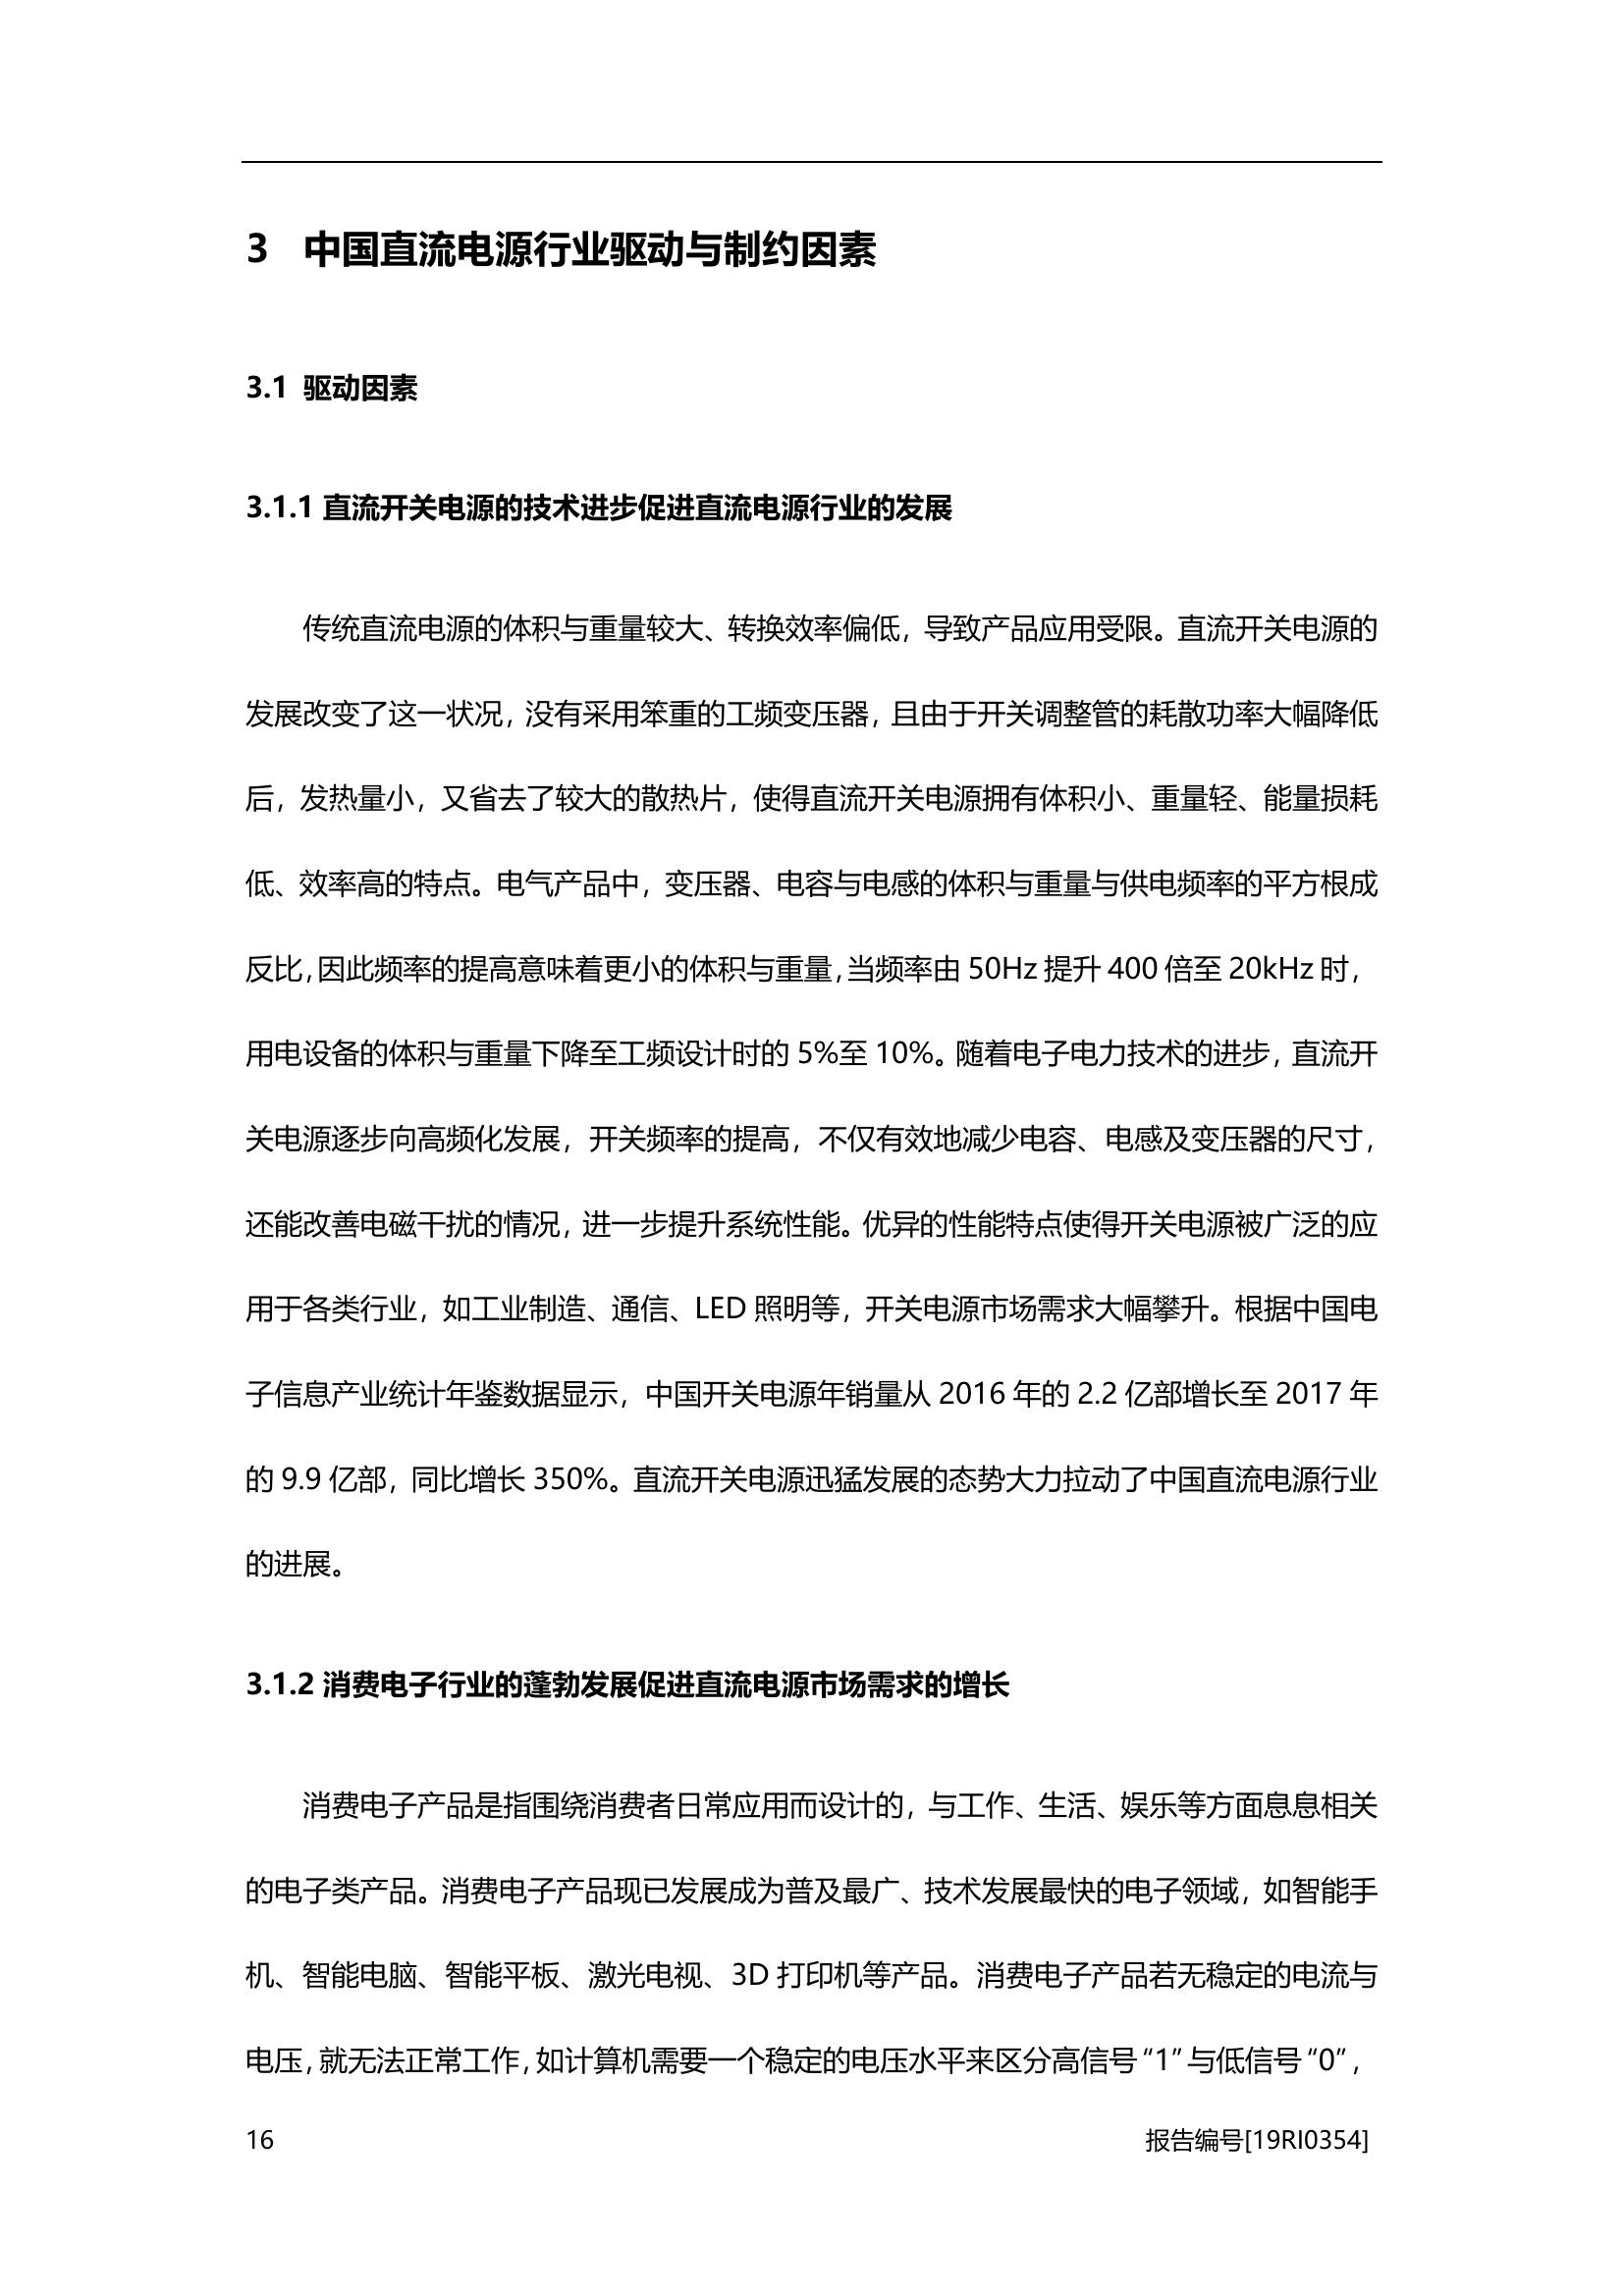 3 中国直流电源行业驱动与制约因素
3.1 驱动因素
3.1.1 直流开关电源的技术进步促进直流电源行业的发展
传统直流电源的体积与重量较大、转换效率偏低，导致产品应用受限。直流开关电源的
发展改变了这一状况，没有采用笨重的工频变压器，且由于开关调整管的耗散功率大幅降低
后，发热量小，又省去了较大的散热片，使得直流开关电源拥有体积小、重量轻、能量损耗
低、效率高的特点。电气产品中，变压器、电容与电感的体积与重量与供电频率的平方根成
反比，因此频率的提高意味着更小的体积与重量，当频率由 50Hz 提升 400 倍至 20kHz 时，
用电设备的体积与重量下降至工频设计时的 5%至 10%。随着电子电力技术的进步，直流开
关电源逐步向高频化发展，开关频率的提高，不仅有效地减少电容、电感及变压器的尺寸，
还能改善电磁干扰的情况，进一步提升系统性能。优异的性能特点使得开关电源被广泛的应
用于各类行业，如工业制造、通信、LED 照明等，开关电源市场需求大幅攀升。根据中国电
子信息产业统计年鉴数据显示，中国开关电源年销量从 2016 年的 2.2 亿部增长至 2017 年
的 9.9 亿部，同比增长 350%。直流开关电源迅猛发展的态势大力拉动了中国直流电源行业
的进展。
3.1.2 消费电子行业的蓬勃发展促进直流电源市场需求的增长
消费电子产品是指围绕消费者日常应用而设计的，与工作、生活、娱乐等方面息息相关
的电子类产品。消费电子产品现已发展成为普及最广、技术发展最快的电子领域，如智能手
机、智能电脑、智能平板、激光电视、3D 打印机等产品。消费电子产品若无稳定的电流与
电压，就无法正常工作，如计算机需要一个稳定的电压水平来区分高信号“1”与低信号“0”，
16 报告编号[19RI0354]